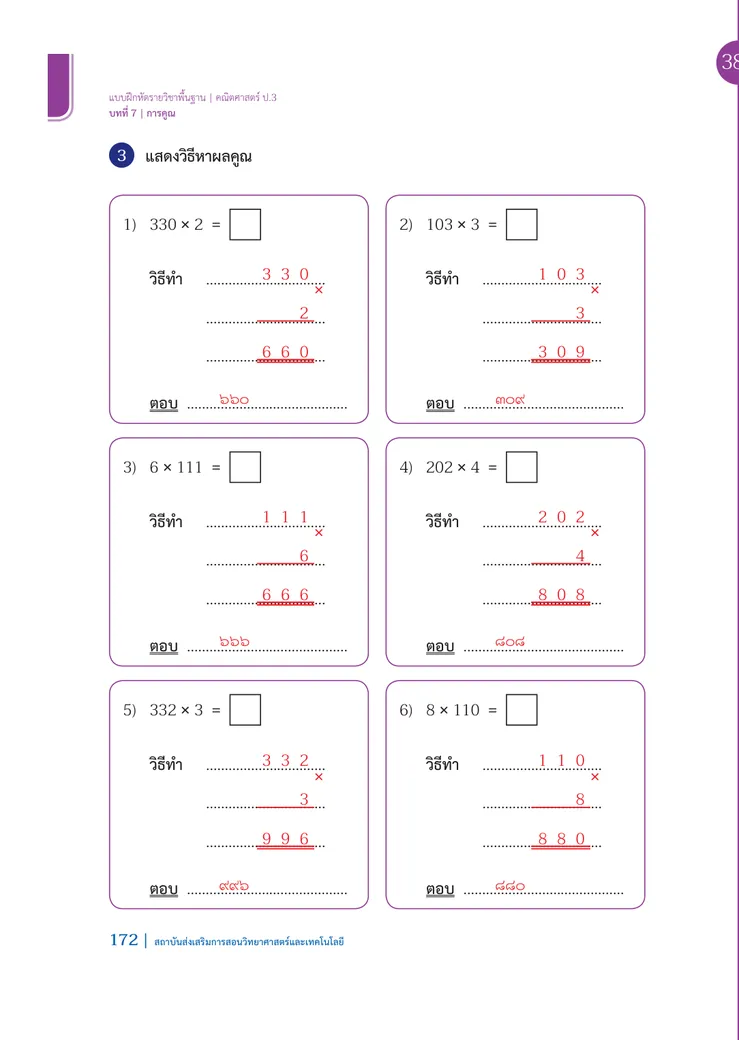 38
แบบฝึกหัดรายวิชาพื้นฐาน | คณิตศาสตร์ ป.3
บทที่ 7 | การคูณ
3 แสดงวิธีหาผลคูณ
1) 330 × 2 =
วิธีทำ 3 3 0
×
2
6 6 0
ตอบ ๖๖๐
2) 103 × 3 =
วิธีทำ 1 0 3
×
3
3 0 9
ตอบ ๓๐๙
3) 6 × 111 =
วิธีทำ 1 1 1
×
6
6 6 6
ตอบ ๖๖๖
4) 202 × 4 =
วิธีทำ 2 0 2
×
4
8 0 8
ตอบ ๘๐๘
5) 332 × 3 =
วิธีทำ 3 3 2
×
3
9 9 6
ตอบ ๙๙๖
6) 8 × 110 =
วิธีทำ 1 1 0
×
8
8 8 0
ตอบ ๘๘๐
172 | สถาบันส่งเสริมการสอนวิทยาศาสตร์และเทคโนโลยี